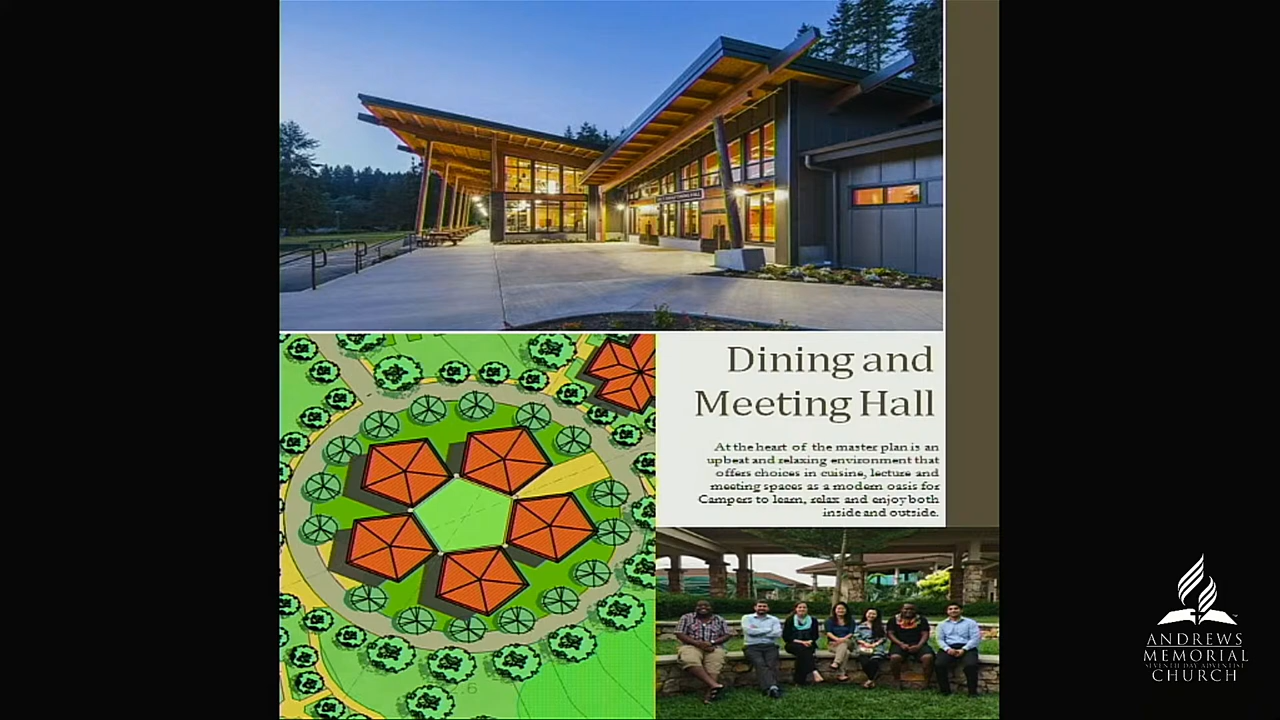 Dining and
Meeting Hall
At the heart of the master plan is an
upbeat and relaxing environment that
offers choices in cuisine, lecture and
meeting spaces as a modern oasis for
Campers to learn, relax and enjoy both
inside and outside.
ANDREWS
MEMORIAL
SEVENTH-DAY ADVENTIST
CHURCH